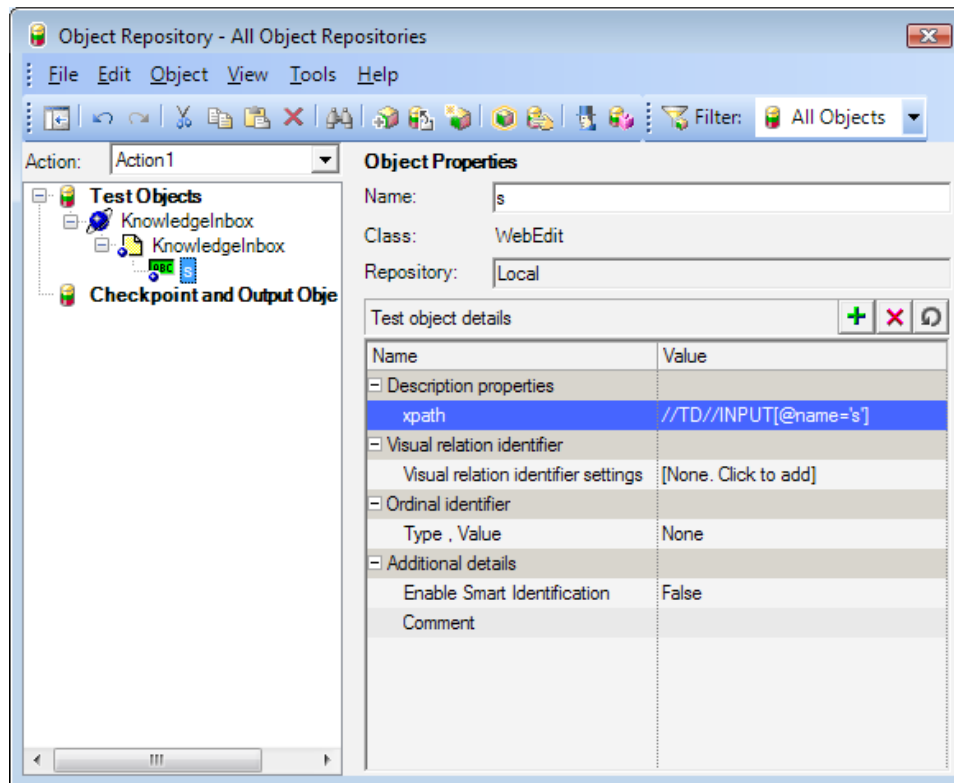 Object Repository - All Object Repositories
File Edit Object View Tools Help
Filter: All Objects
Action: Action1
Test Objects
KnowledgeInbox
KnowledgeInbox
ABC s
Checkpoint and Output Obje
Object Properties
Name: s
Class: WebEdit
Repository: Local
Test object details
Name Value
Description properties
xpath //TD//INPUT[@name='s']
Visual relation identifier
Visual relation identifier settings [None. Click to add]
Ordinal identifier
Type , Value None
Additional details
Enable Smart Identification False
Comment